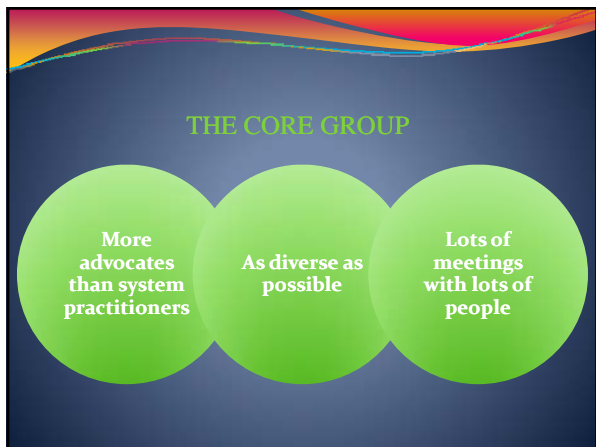 THE CORE GROUP
More
advocates
than system
practitioners
As diverse as
possible
Lots of
meetings
with lots of
people